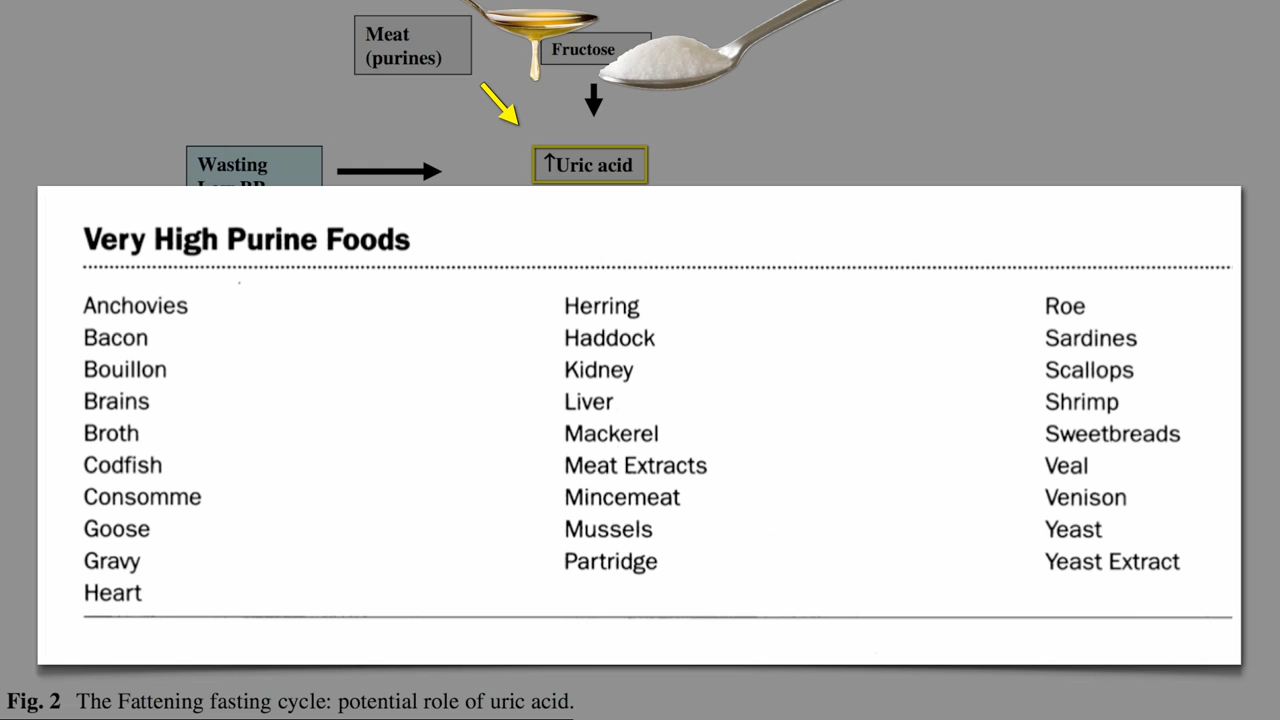 Meat
(purines)
Fructose
Wasting
↑Uric acid
Very High Purine Foods
Anchovies
Bacon
Bouillon
Brains
Broth
Codfish
Consomme
Goose
Gravy
Heart
Herring
Haddock
Kidney
Liver
Mackerel
Meat Extracts
Mincemeat
Mussels
Partridge
Roe
Sardines
Scallops
Shrimp
Sweetbreads
Veal
Venison
Yeast
Yeast Extract
Fig. 2 The Fattening fasting cycle: potential role of uric acid.